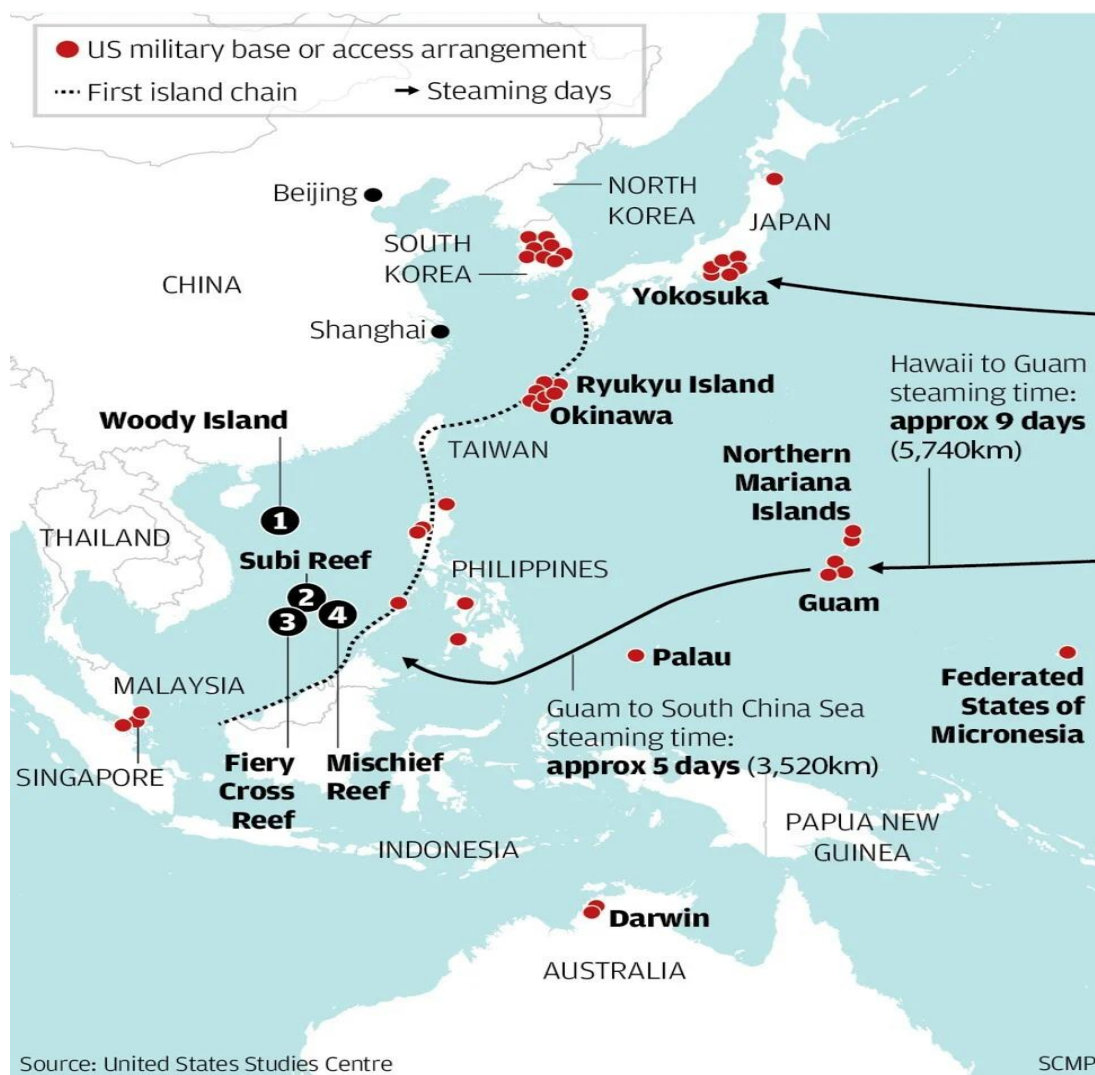 US military base or access arrangement
First island chain
Steaming days
Beijing
NORTH
KOREA
JAPAN
SOUTH
KOREA
CHINA
Yokosuka
Shanghai
Hawaii to Guam
steaming time:
approx 9 days
(5,740km)
Ryukyu Island
Okinawa
Woody Island
TAIWAN
Northern
Mariana
Islands
1
THAILAND
Subi Reef
PHILIPPINES
2
3
4
Guam
Palau
MALAYSIA
Federated
States of
Micronesia
Guam to South China Sea
steaming time:
approx 5 days (3,520km)
SINGAPORE
Fiery
Cross
Reef
Mischief
Reef
PAPUA NEW
GUINEA
INDONESIA
Darwin
AUSTRALIA
Source: United States Studies Centre
SCMP